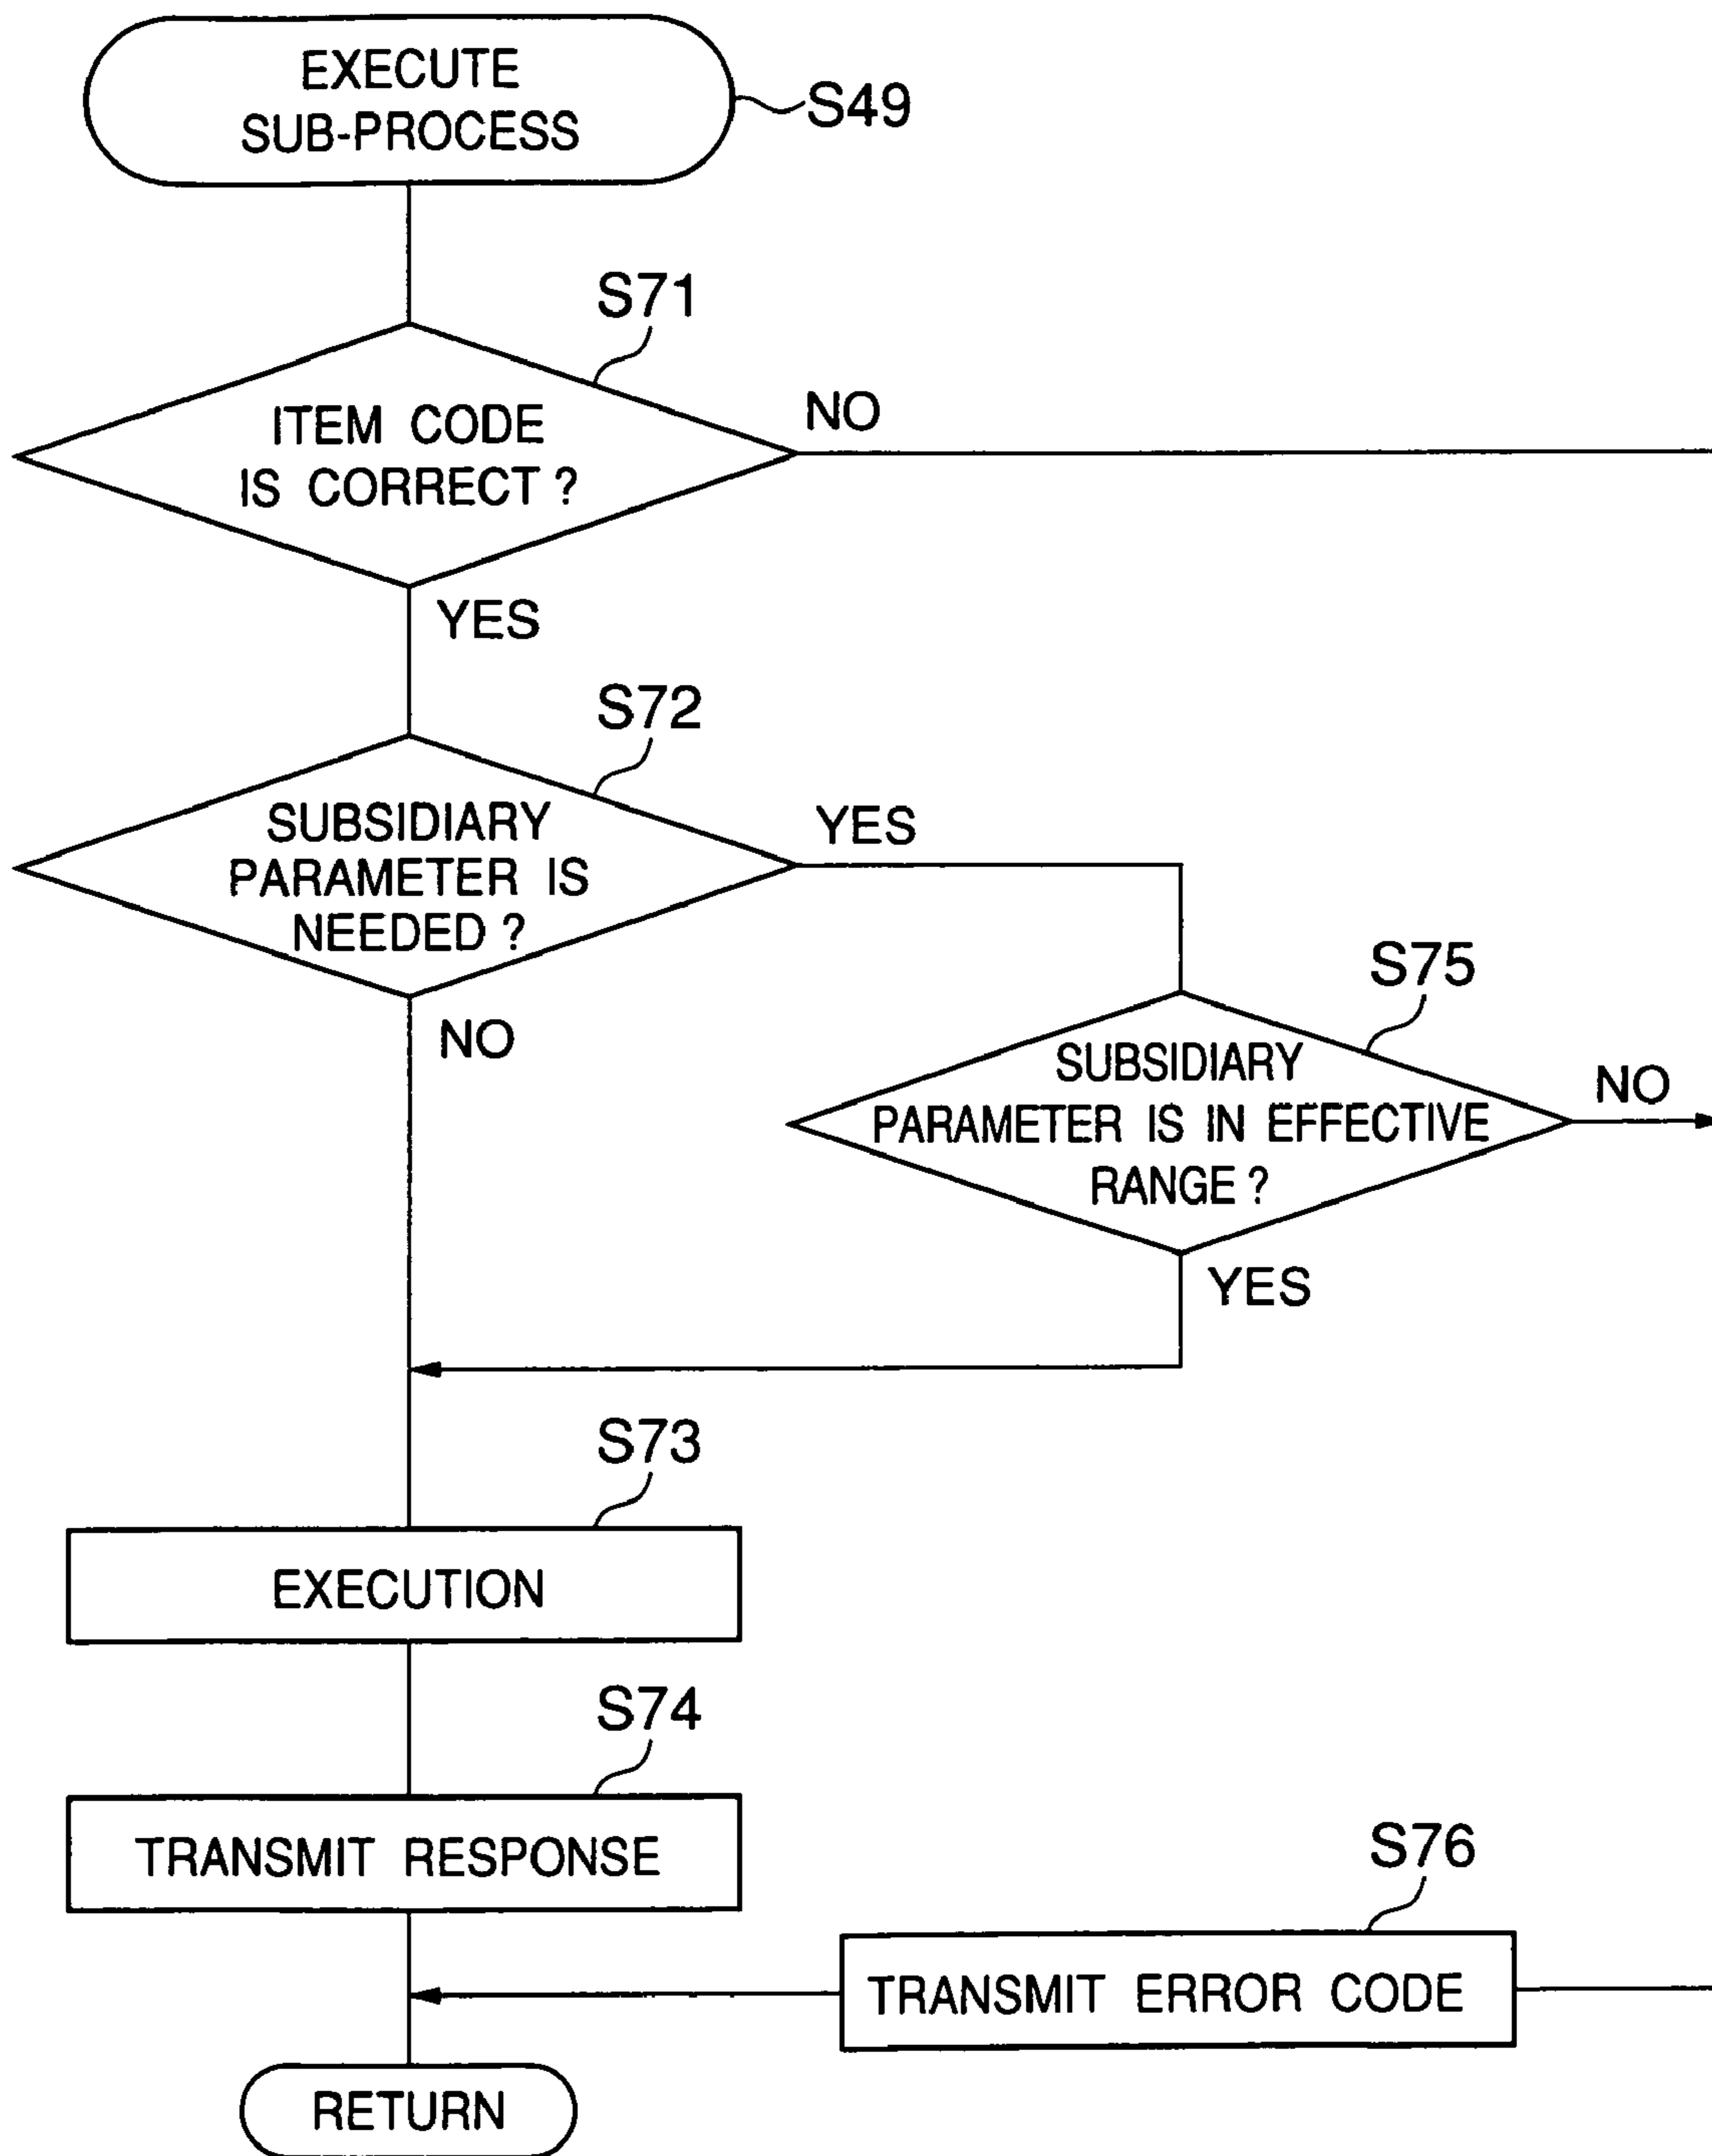 EXECUTE
SUB-PROCESS
S49
S71
ITEM CODE
IS CORRECT ?
NO
YES
S72
SUBSIDIARY
PARAMETER IS
NEEDED ?
YES
NO
S75
SUBSIDIARY
PARAMETER IS IN EFFECTIVE
RANGE ?
NO
YES
S73
EXECUTION
S74
TRANSMIT RESPONSE
S76
TRANSMIT ERROR CODE
RETURN